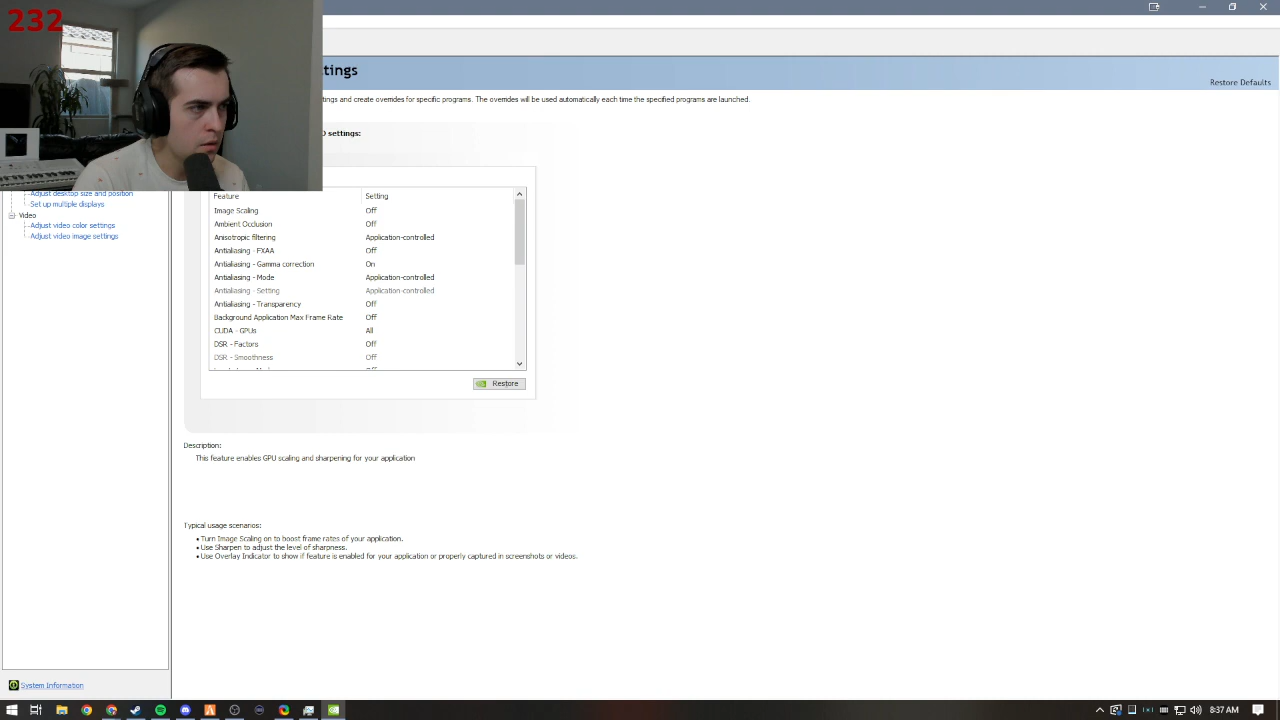 232
tings
Restore Defaults
tings and create overrides for specific programs. The overrides will be used automatically each time the specified programs are launched.
D settings:
Adjust desktop size and position
Set up multiple displays
Video
Adjust video color settings
Adjust video image settings
Feature Setting
Image Scaling Off
Ambient Occlusion Off
Anisotropic filtering Application-controlled
Antialiasing - FXAA Off
Antialiasing - Gamma correction On
Antialiasing - Mode Application-controlled
Antialiasing - Setting Application-controlled
Antialiasing - Transparency Off
Background Application Max Frame Rate Off
CUDA - GPUs All
DSR - Factors Off
DSR - Smoothness Off
Restore
Description:
This feature enables GPU scaling and sharpening for your application
Typical usage scenarios:
• Turn Image Scaling on to boost frame rates of your application.
• Use Sharpen to adjust the level of sharpness.
• Use Overlay Indicator to show if feature is enabled for your application or properly captured in screenshots or videos.
System Information
8:37 AM